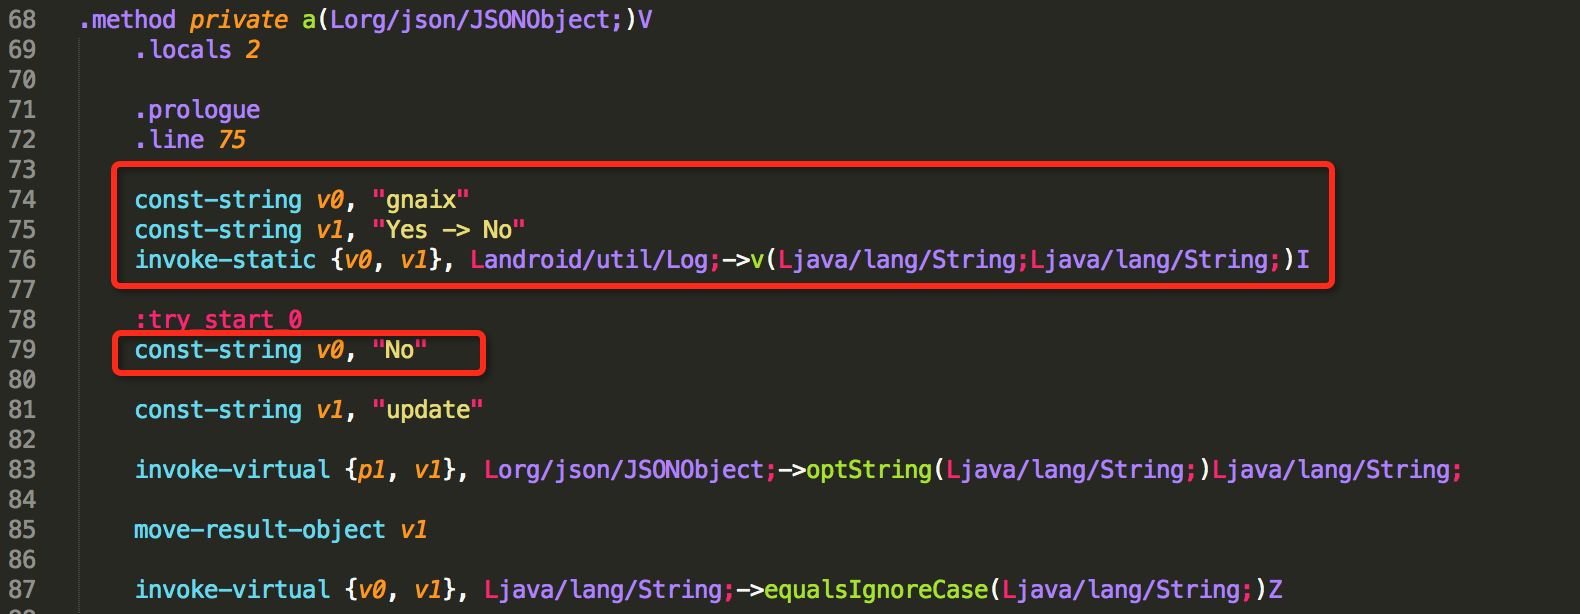 68 .method private a(Lorg/json/JSONObject;)V
69 .locals 2
70
71 .prologue
72 .line 75
73
74 const-string v0, "gnaix"
75 const-string v1, "Yes -> No"
76 invoke-static {v0, v1}, Landroid/util/Log;->v(Ljava/lang/String;Ljava/lang/String;)I
77
78 :try_start_0
79 const-string v0, "No"
80
81 const-string v1, "update"
82
83 invoke-virtual {p1, v1}, Lorg/json/JSONObject;->optString(Ljava/lang/String;)Ljava/lang/String;
84
85 move-result-object v1
86
87 invoke-virtual {v0, v1}, Ljava/lang/String;->equalsIgnoreCase(Ljava/lang/String;)Z